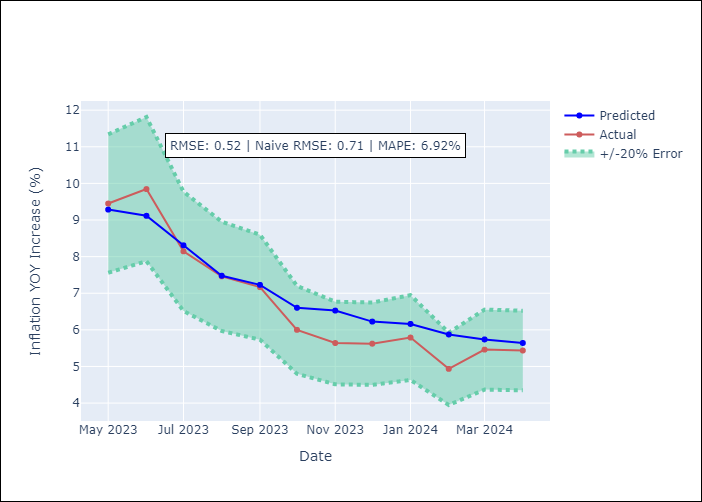 RMSE: 0.52 | Naive RMSE: 0.71 | MAPE: 6.92%
Predicted
Actual
+/-20% Error
Inflation YOY Increase (%)
12
11
10
9
8
7
6
5
4
May 2023
Jul 2023
Sep 2023
Nov 2023
Jan 2024
Mar 2024
Date